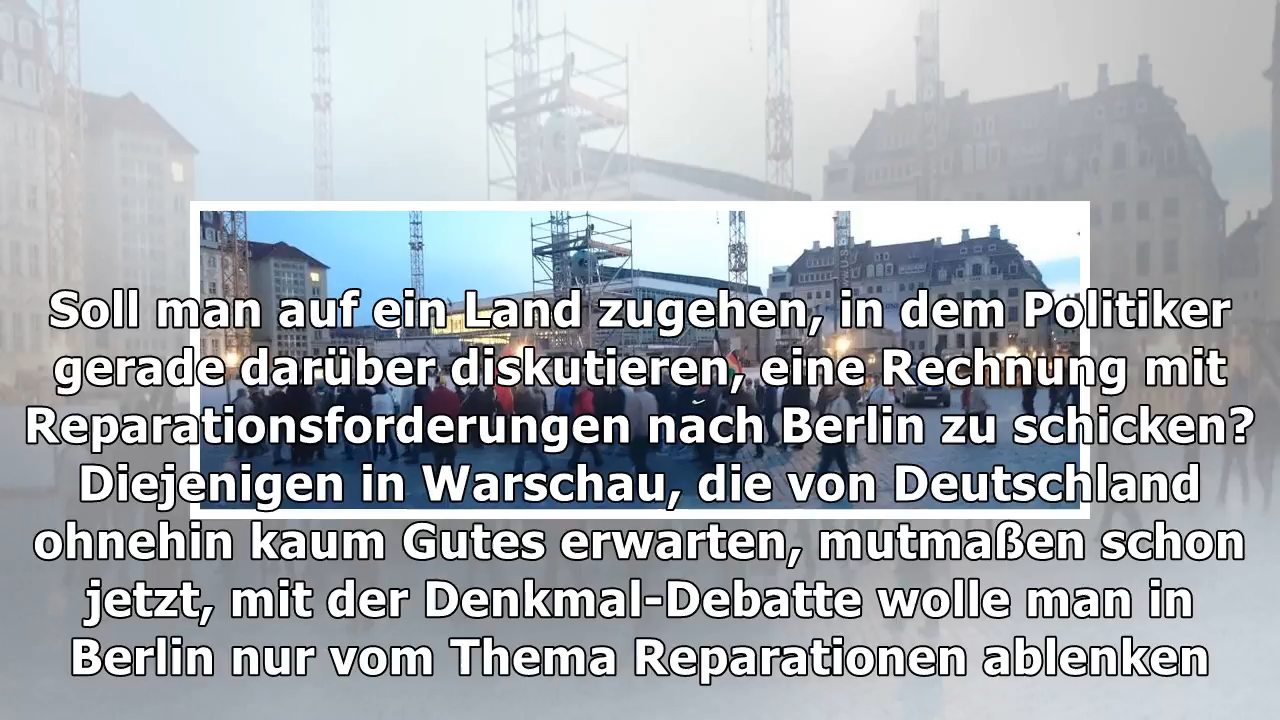 Soll man auf ein Land zugehen, in dem Politiker
gerade darüber diskutieren, eine Rechnung mit
Reparationsforderungen nach Berlin zu schicken?
Diejenigen in Warschau, die von Deutschland
ohnehin kaum Gutes erwarten, mutmaßen schon
jetzt, mit der Denkmal-Debatte wolle man in
Berlin nur vom Thema Reparationen ablenken